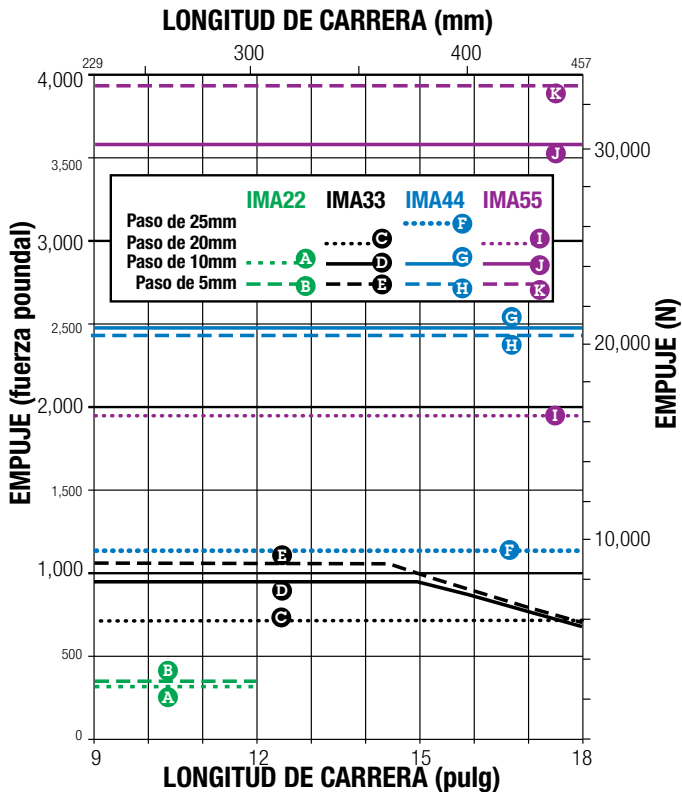 LONGITUD DE CARRERA (mm)
229 300 400 457
4,000
3,500
3,000
2,500
2,000
1,500
1,000
500
0
EMPUJE (fuerza poundal)
30,000
20,000
10,000
EMPUJE (N)
K
J
IMA22 IMA33 IMA44 IMA55
Paso de 25mm F
Paso de 20mm C I
Paso de 10mm A D G J
Paso de 5mm B E H K
G
H
I
F
E
D
C
B
A
9 12 15 18
LONGITUD DE CARRERA (pulg)